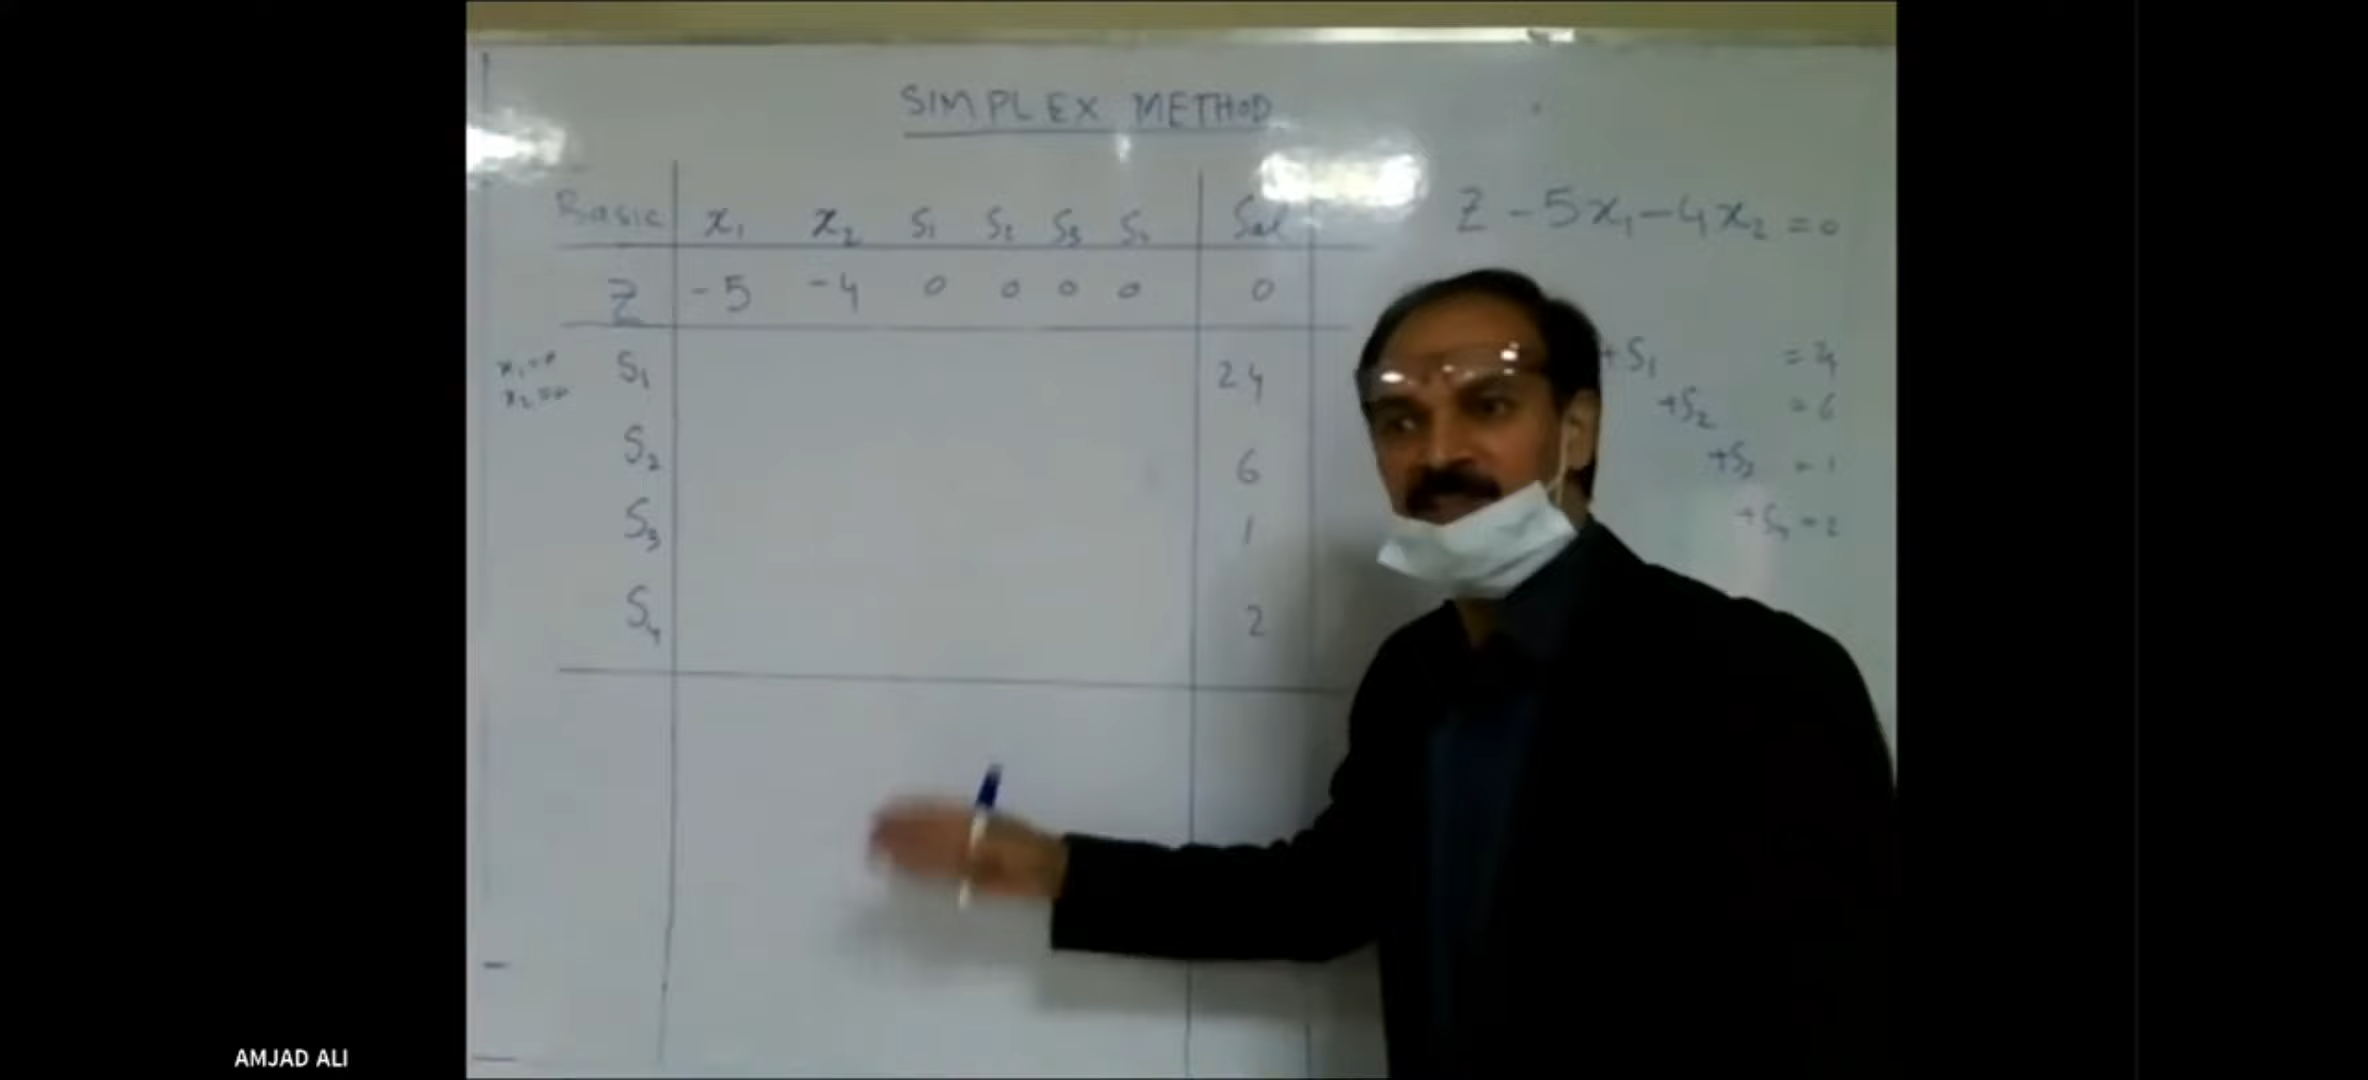 SIMPLEX METHOD
Basic x₁ x₂ S₁ S₂ S₃ S₄ Sol
Z -5 -4 0 0 0 0 0
x₁=0
x₂=0
S₁ 24
S₂ 6
S₃ 1
S₄ 2
Z - 5x₁ - 4x₂ = 0
+S₁ = 24
+S₂ = 6
+S₃ = 1
+S₄ = 2
AMJAD ALI